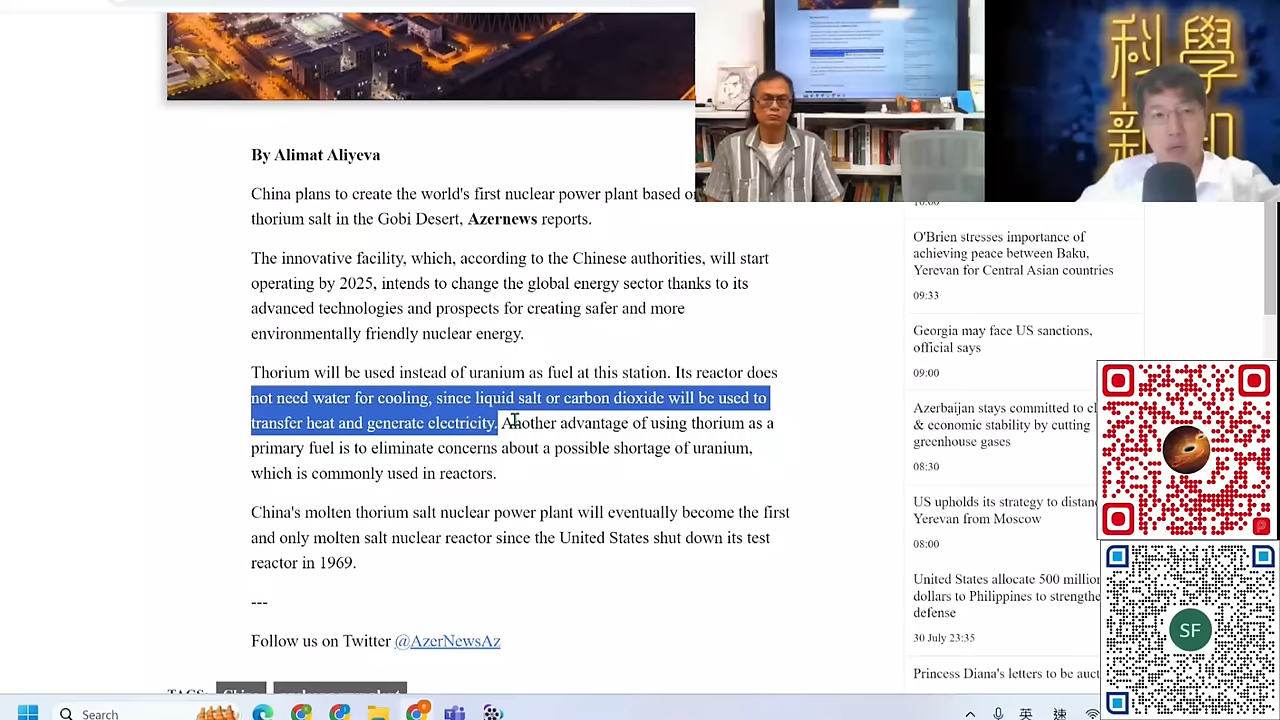 科學
新知
By Alimat Aliyeva
China plans to create the world's first nuclear power plant based
thorium salt in the Gobi Desert, Azernews reports.
The innovative facility, which, according to the Chinese authorities, will start
operating by 2025, intends to change the global energy sector thanks to its
advanced technologies and prospects for creating safer and more
environmentally friendly nuclear energy.
Thorium will be used instead of uranium as fuel at this station. Its reactor does
not need water for cooling, since liquid salt or carbon dioxide will be used to
transfer heat and generate electricity. Another advantage of using thorium as a
primary fuel is to eliminate concerns about a possible shortage of uranium,
which is commonly used in reactors.
China's molten thorium salt nuclear power plant will eventually become the first
and only molten salt nuclear reactor since the United States shut down its test
reactor in 1969.
---
Follow us on Twitter @AzerNewsAz
TAGS: China
10:00
O'Brien stresses importance of
achieving peace between Baku,
Yerevan for Central Asian countries
09:33
Georgia may face US sanctions,
official says
09:00
Azerbaijan stays committed to
& economic stability by cutting
greenhouse gases
08:30
US upholds its strategy to
Yerevan from Moscow
08:00
United States allocate 500
dollars to Philippines to
defense
30 July 23:35
Princess Diana's letters to be
SF
Search
英
速